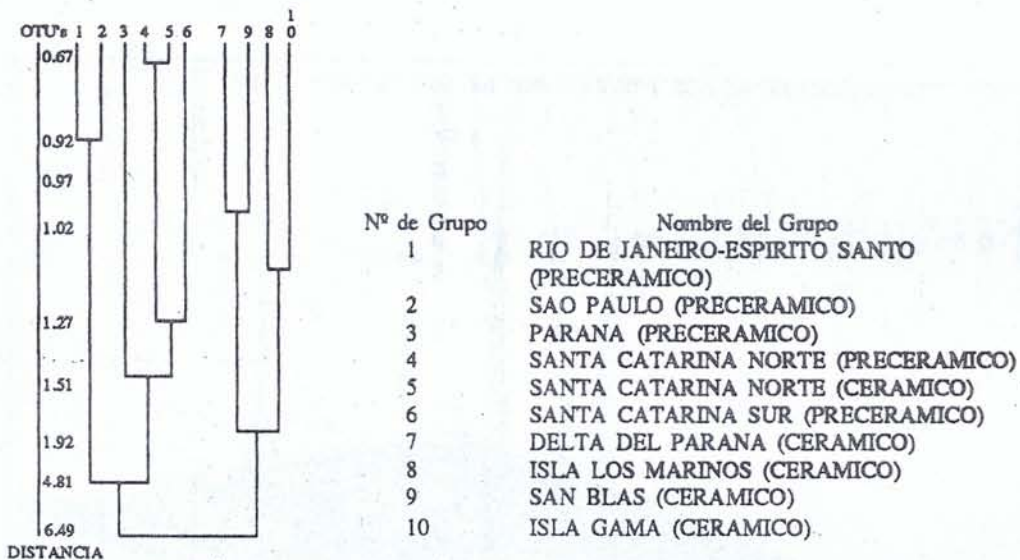 1
OTU's 1 2 3 4 5 6 7 9 8 0
0.67
0.92
0.97
1.02
1.27
1.51
1.92
4.81
6.49
DISTANCIA
Nº de Grupo Nombre del Grupo
1 RIO DE JANEIRO-ESPIRITO SANTO
(PRECERAMICO)
2 SAO PAULO (PRECERAMICO)
3 PARANA (PRECERAMICO)
4 SANTA CATARINA NORTE (PRECERAMICO)
5 SANTA CATARINA NORTE (CERAMICO)
6 SANTA CATARINA SUR (PRECERAMICO)
7 DELTA DEL PARANA (CERAMICO)
8 ISLA LOS MARINOS (CERAMICO)
9 SAN BLAS (CERAMICO)
10 ISLA GAMA (CERAMICO)